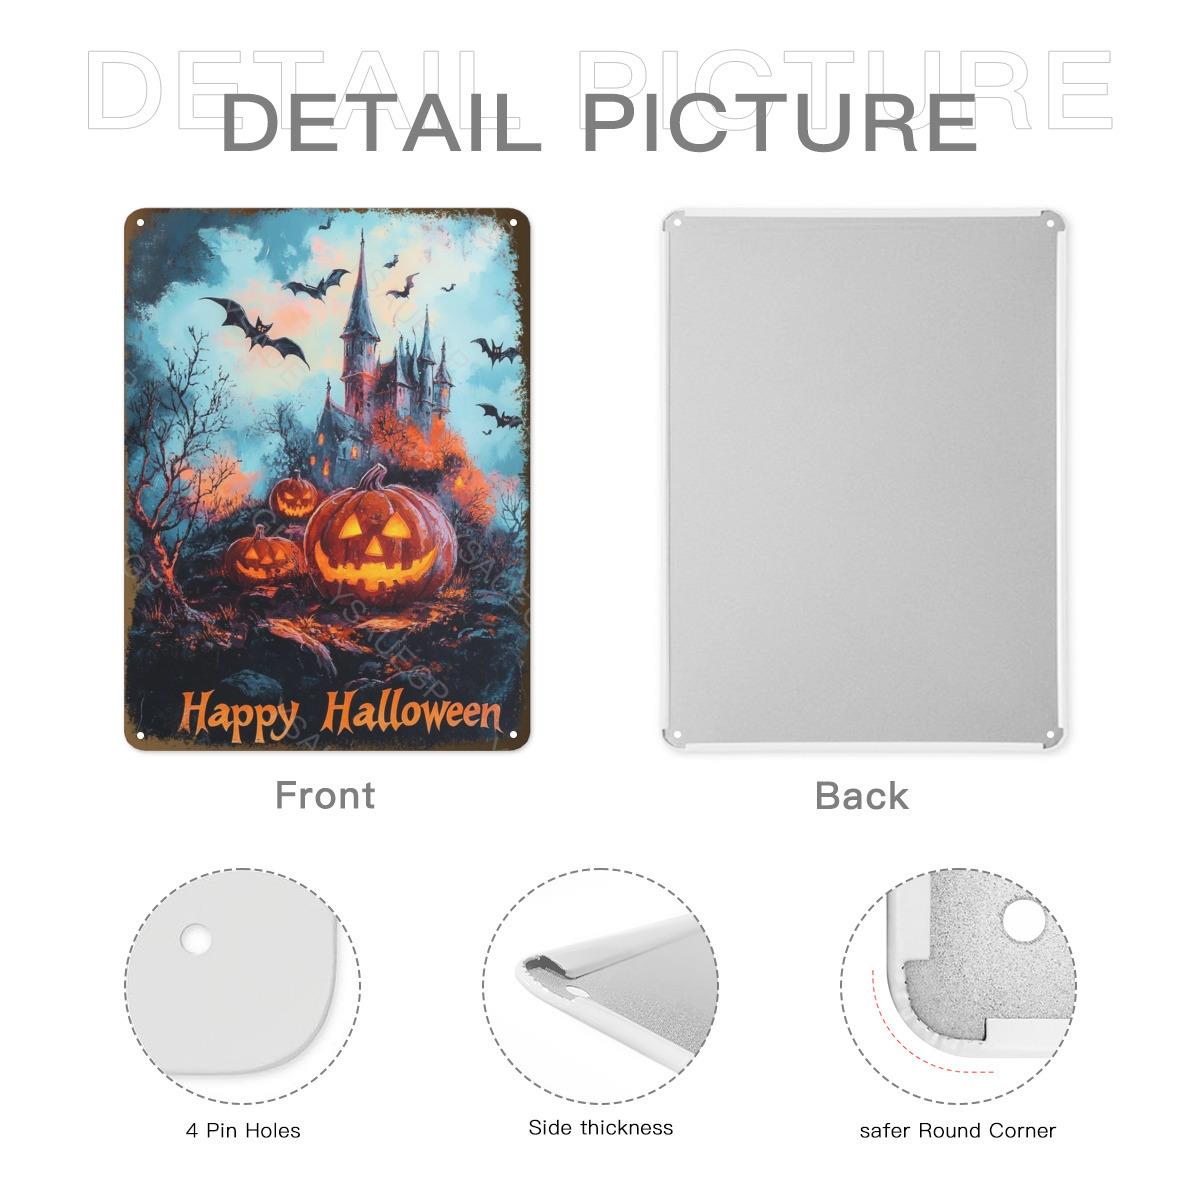 DETAIL PICTURE
DETAIL PICTURE
Happy Halloween
Front
Back
4 Pin Holes
Side thickness
safer Round Corner